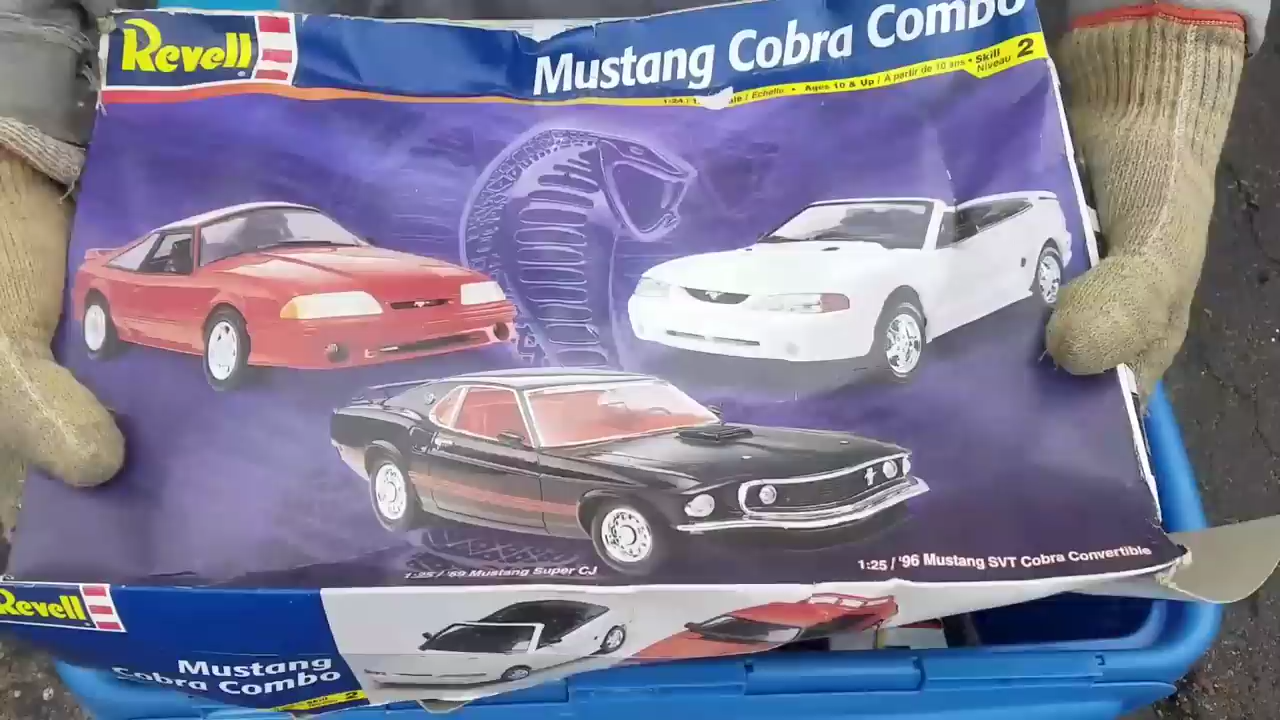 Revell
Mustang Cobra Combo
Ages 10 & Up / À partir de 10 ans • Skill Niveau 2
1:25 / '69 Mustang Super CJ
1:25 / '96 Mustang SVT Cobra Convertible
Revell
Mustang
Cobra Combo
2